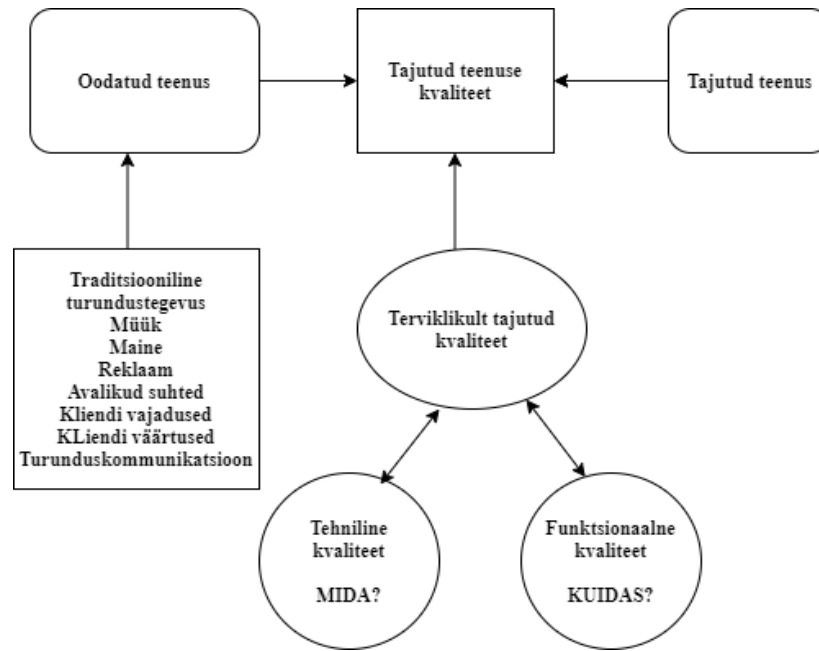 Oodatud teenus
Tajutud teenuse
kvaliteet
Tajutud teenus
Traditsiooniline
turundustegevus
Müük
Maine
Reklaam
Avalikud suhted
Kliendi vajadused
KLiendi väärtused
Turunduskommunikatsioon
Terviklikult tajutud
kvaliteet
Tehniline
kvaliteet
MIDA?
Funktsionaalne
kvaliteet
KUIDAS?